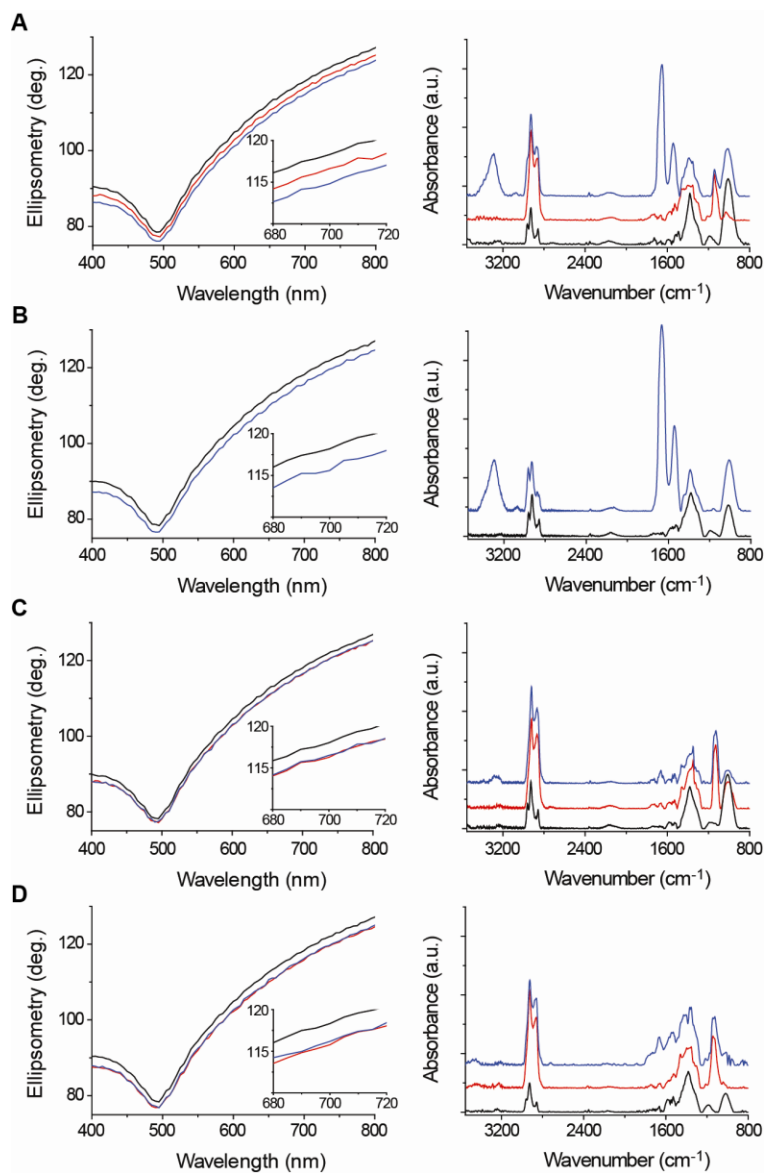 A
Ellipsometry (deg.)
120
100
80
120
115
680 700 720
400 500 600 700 800
Wavelength (nm)
Absorbance (a.u.)
3200 2400 1600 800
Wavenumber (cm-1)
B
Ellipsometry (deg.)
120
100
80
120
115
680 700 720
400 500 600 700 800
Wavelength (nm)
Absorbance (a.u.)
3200 2400 1600 800
Wavenumber (cm-1)
C
Ellipsometry (deg.)
120
100
80
120
115
680 700 720
400 500 600 700 800
Wavelength (nm)
Absorbance (a.u.)
3200 2400 1600 800
Wavenumber (cm-1)
D
Ellipsometry (deg.)
120
100
80
120
115
680 700 720
400 500 600 700 800
Wavelength (nm)
Absorbance (a.u.)
3200 2400 1600 800
Wavenumber (cm-1)